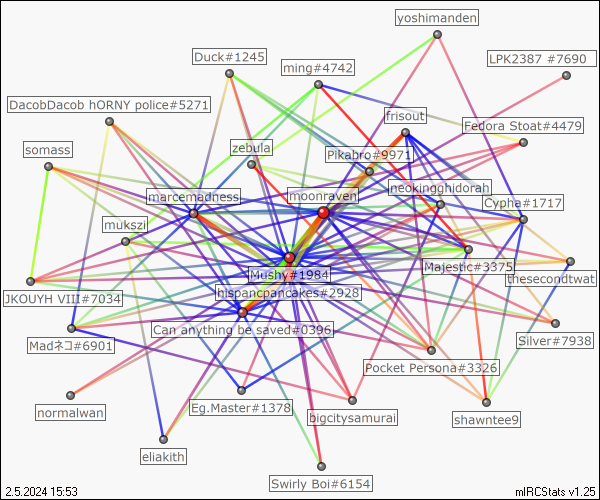 yoshimanden
Duck#1245
LPK2387 #7690
ming#4742
DacobDacob hORNY police#5271
frisout
Fedora Stoat#4479
somass
zebula
Pikabro#9971
marcemadness
moonraven
neokingghidorah
Cypha#1717
mukszi
Mushy#1984
Majestic#3375
thesecondtwat
JKOUYH VIII#7034
hispancpancakes#2928
Can anything be saved#0396
Madネコ#6901
Silver#7938
Pocket Persona#3326
normalwan
Eg.Master#1378
bigcitysamurai
shawntee9
eliakith
Swirly Boi#6154
2.5.2024 15:53
mIRCStats v1.25